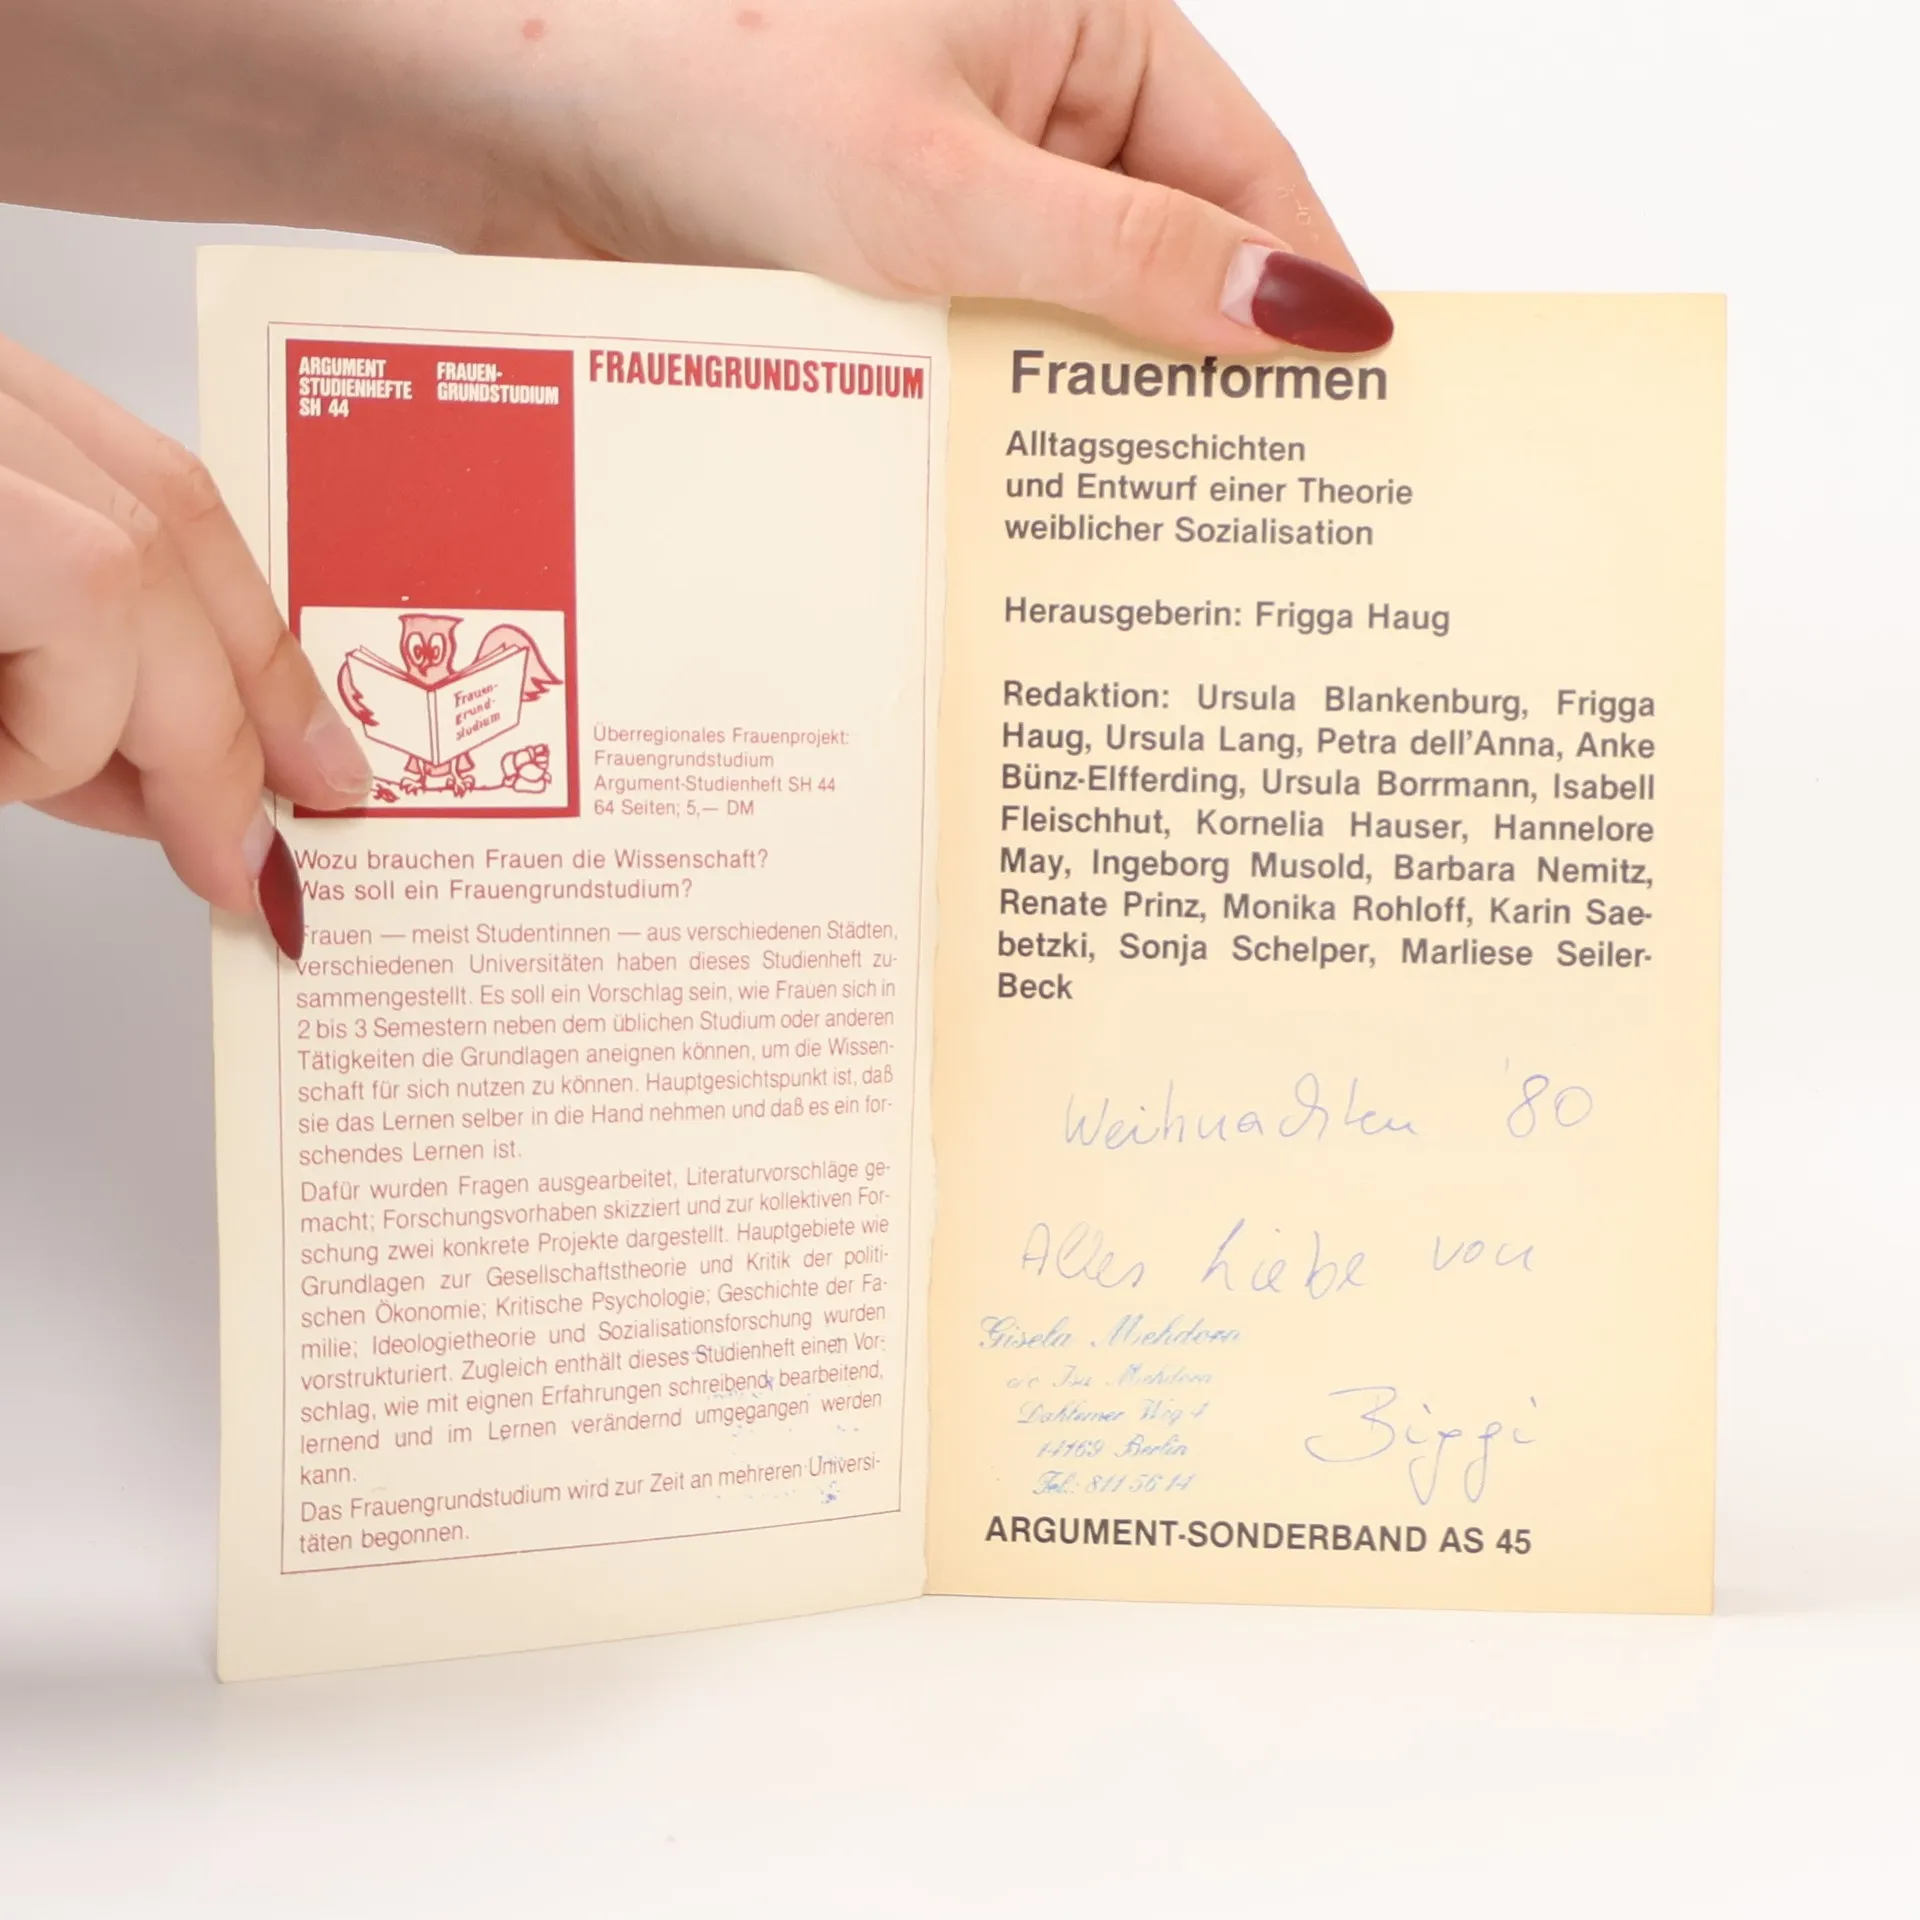 ARGUMENT
STUDIENHEFTE
SH 44
FRAUEN-
GRUNDSTUDIUM
FRAUENGRUNDSTUDIUM
Frauen-
grund-
studium
Überregionales Frauenprojekt:
Frauengrundstudium
Argument-Studienheft SH 44
64 Seiten; 5,— DM
Wozu brauchen Frauen die Wissenschaft?
Was soll ein Frauengrundstudium?
Frauen — meist Studentinnen — aus verschiedenen Städten,
verschiedenen Universitäten haben dieses Studienheft zu-
sammengestellt. Es soll ein Vorschlag sein, wie Frauen sich in
2 bis 3 Semestern neben dem üblichen Studium oder anderen
Tätigkeiten die Grundlagen aneignen können, um die Wissen-
schaft für sich nutzen zu können. Hauptgesichtspunkt ist, daß
sie das Lernen selber in die Hand nehmen und daß es ein for-
schendes Lernen ist.
Dafür wurden Fragen ausgearbeitet, Literaturvorschläge ge-
macht; Forschungsvorhaben skizziert und zur kollektiven For-
schung zwei konkrete Projekte dargestellt. Hauptgebiete wie
Grundlagen zur Gesellschaftstheorie und Kritik der politi-
schen Ökonomie; Kritische Psychologie; Geschichte der Fa-
milie; Ideologietheorie und Sozialisationsforschung wurden
vorstrukturiert. Zugleich enthält dieses Studienheft einen Vor-
schlag, wie mit eignen Erfahrungen schreibend, bearbeitend,
lernend und im Lernen verändernd umgegangen werden
kann.
Das Frauengrundstudium wird zur Zeit an mehreren Universi-
täten begonnen.
Frauenformen
Alltagsgeschichten
und Entwurf einer Theorie
weiblicher Sozialisation
Herausgeberin: Frigga Haug
Redaktion: Ursula Blankenburg, Frigga
Haug, Ursula Lang, Petra dell'Anna, Anke
Bünz-Elfferding, Ursula Borrmann, Isabell
Fleischhut, Kornelia Hauser, Hannelore
May, Ingeborg Musold, Barbara Nemitz,
Renate Prinz, Monika Rohloff, Karin Sae-
betzki, Sonja Schelper, Marliese Seiler-
Beck
Weihnachten '80
Alles Liebe von
Biggi
Gisela Mehdorn
c/o Isa Mehdorn
Dahlemer Weg 4
14169 Berlin
Tel.: 811 56 14
ARGUMENT-SONDERBAND AS 45